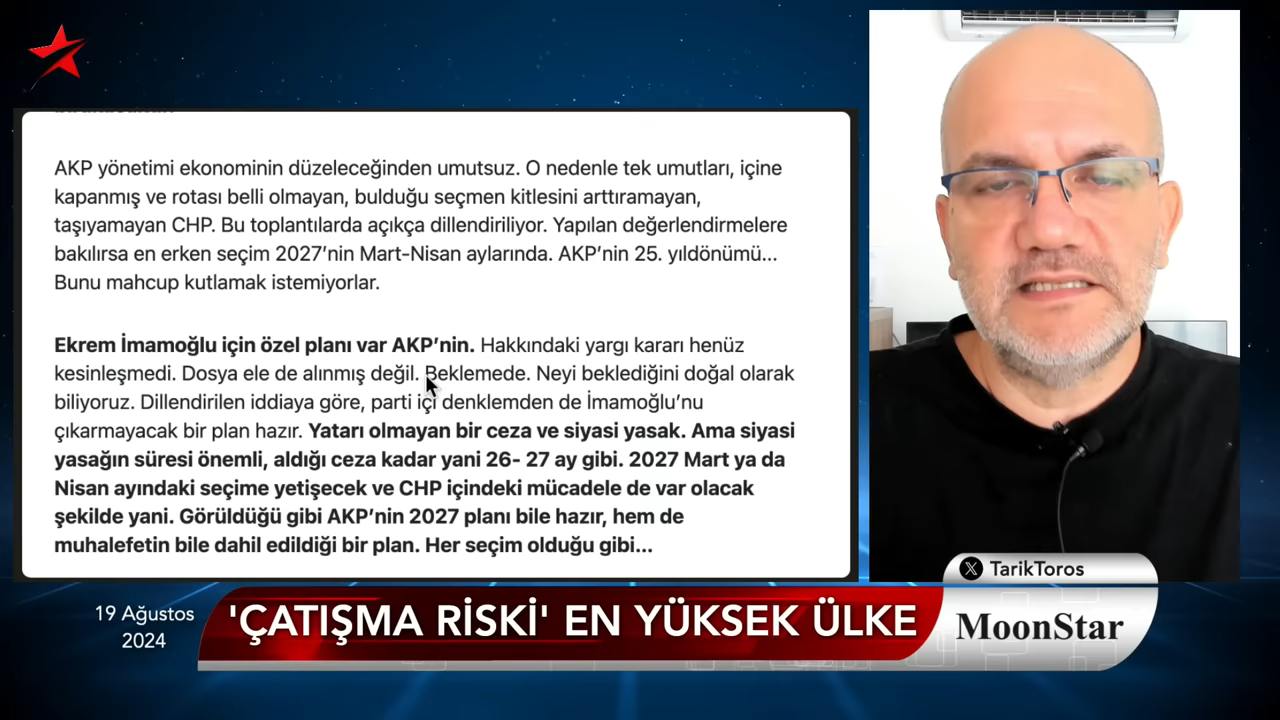 AKP yönetimi ekonominin düzeleceğinden umutsuz. O nedenle tek umutları, içine
kapanmış ve rotası belli olmayan, bulduğu seçmen kitlesini arttıramayan,
taşıyamayan CHP. Bu toplantılarda açıkça dillendiriliyor. Yapılan değerlendirmelere
bakılırsa en erken seçim 2027’nin Mart-Nisan aylarında. AKP’nin 25. yıldönümü...
Bunu mahcup kutlamak istemiyorlar.
Ekrem İmamoğlu için özel planı var AKP’nin. Hakkındaki yargı kararı henüz
kesinleşmedi. Dosya ele de alınmış değil. Beklemede. Neyi beklediğini doğal olarak
biliyoruz. Dillendirilen iddiaya göre, parti içi denklemden de İmamoğlu’nu
çıkarmayacak bir plan hazır. Yatarı olmayan bir ceza ve siyasi yasak. Ama siyasi
yasağın süresi önemli, aldığı ceza kadar yani 26- 27 ay gibi. 2027 Mart ya da
Nisan ayındaki seçime yetişecek ve CHP içindeki mücadele de var olacak
şekilde yani. Görüldüğü gibi AKP’nin 2027 planı bile hazır, hem de
muhalefetin bile dahil edildiği bir plan. Her seçim olduğu gibi...
X TarikToros
19 Ağustos
2024
'ÇATIŞMA RİSKİ' EN YÜKSEK ÜLKE
MoonStar